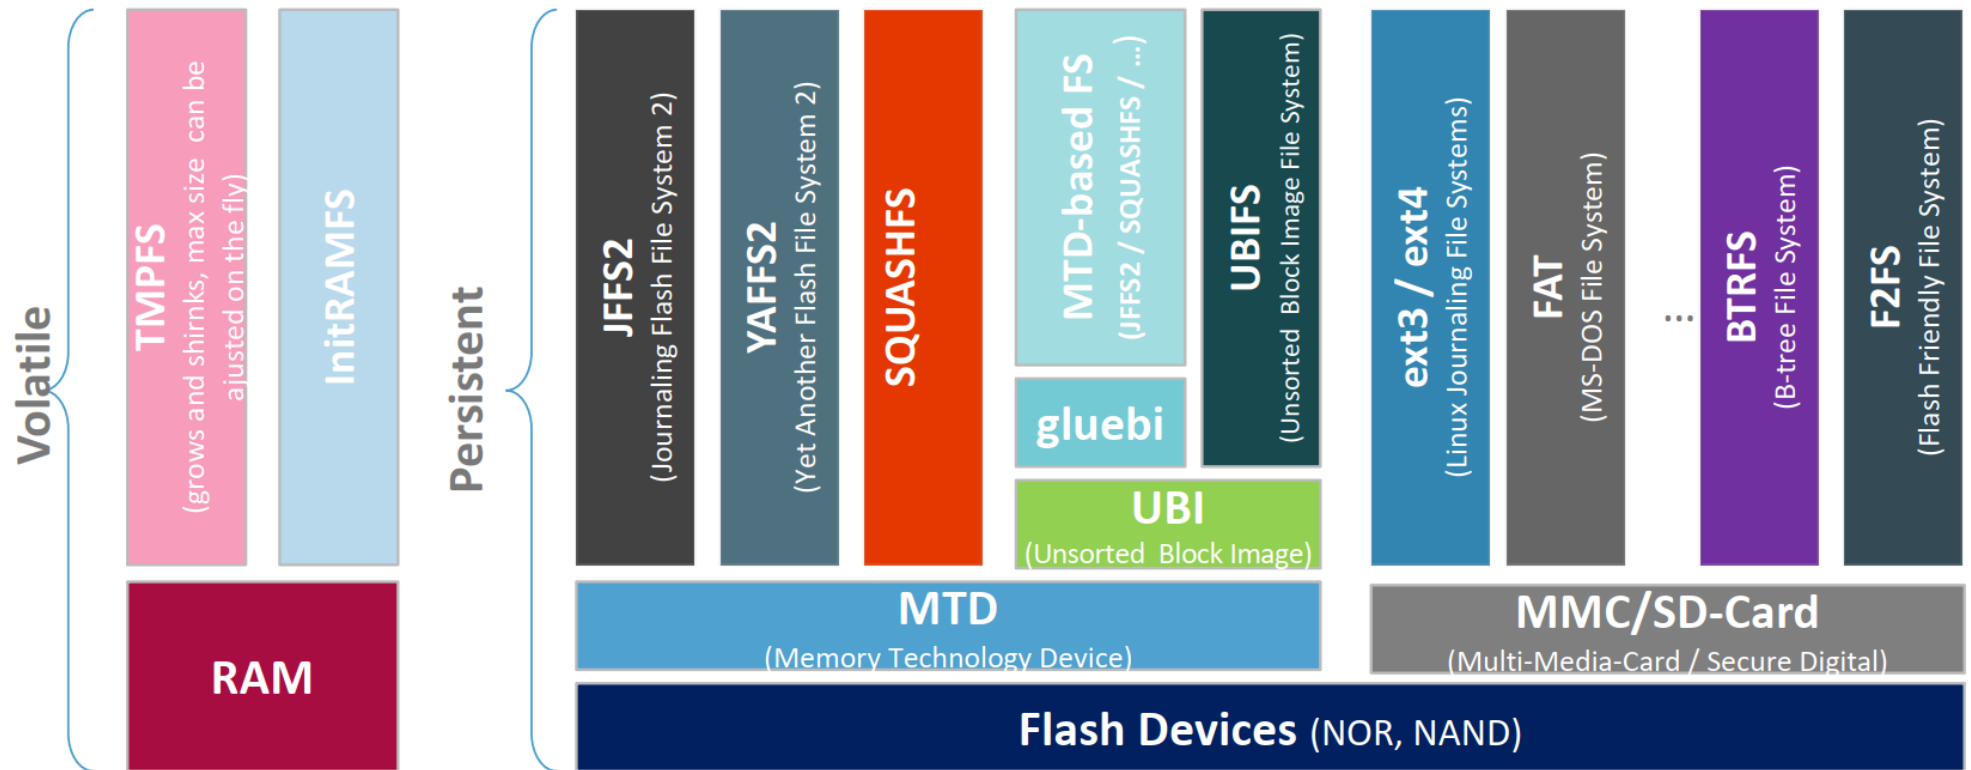 Volatile
TMPFS
(grows and shirnks, max size can be
ajusted on the fly)
InitRAMFS
RAM
Persistent
JFFS2
(Journaling Flash File System 2)
YAFFS2
(Yet Another Flash File System 2)
SQUASHFS
MTD-based FS
(JFFS2 / SQUASHFS / ...)
gluebi
UBIFS
(Unsorted Block Image File System)
UBI
(Unsorted Block Image)
MTD
(Memory Technology Device)
ext3 / ext4
(Linux Journaling File Systems)
FAT
(MS-DOS File System)
...
BTRFS
(B-tree File System)
F2FS
(Flash Friendly File System)
MMC/SD-Card
(Multi-Media-Card / Secure Digital)
Flash Devices (NOR, NAND)